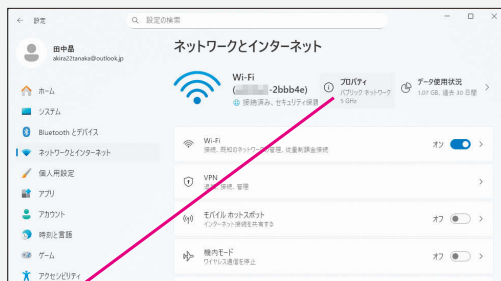 設定
設定の検索
田中晶
akira22tanaka@outlook.jp
ホーム
システム
Bluetooth とデバイス
ネットワークとインターネット
個人用設定
アプリ
アカウント
時刻と言語
ゲーム
アクセシビリティ
ネットワークとインターネット
Wi-Fi
( -2bbb4e)
接続済み、セキュリティ保護
プロパティ
パブリック ネットワーク
5 GHz
データ使用状況
1.07 GB, 過去 30 日間
Wi-Fi
接続、既知のネットワークの管理、従量制課金接続
オン
VPN
追加、接続、管理
モバイル ホットスポット
インターネット接続を共有する
オフ
機内モード
ワイヤレス通信を停止
オフ